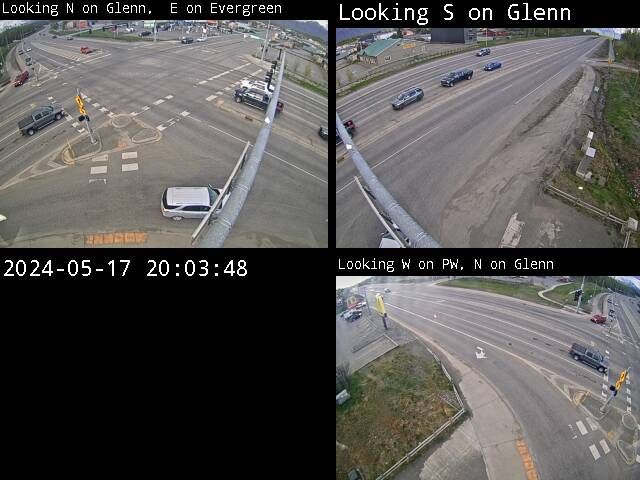 Looking N on Glenn,  E on Evergreen
Looking S on Glenn
2024-05-17 20:03:48
Looking W on PW, N on Glenn